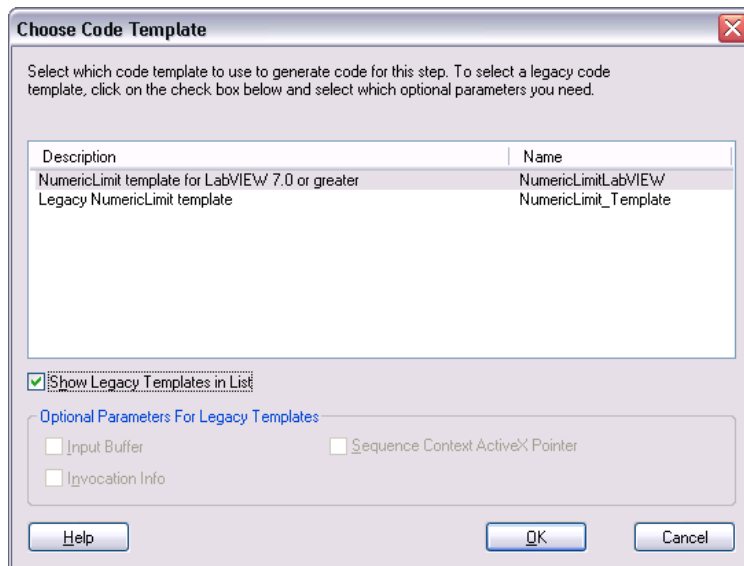 Choose Code Template
Select which code template to use to generate code for this step. To select a legacy code
template, click on the check box below and select which optional parameters you need.
Description Name
NumericLimit template for LabVIEW 7.0 or greater NumericLimitLabVIEW
Legacy NumericLimit template NumericLimit_Template
Show Legacy Templates in List
Optional Parameters For Legacy Templates
Input Buffer Sequence Context ActiveX Pointer
Invocation Info
Help OK Cancel